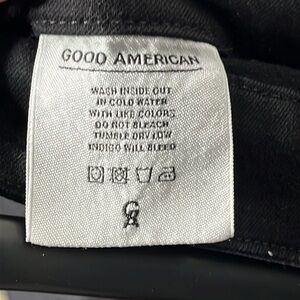 GOOD AMERICAN
WASH INSIDE OUT
IN COLD WATER
WITH LIKE COLORS
DO NOT BLEACH
TUMBLE DRY LOW
INDIGO WILL BLEED
GA